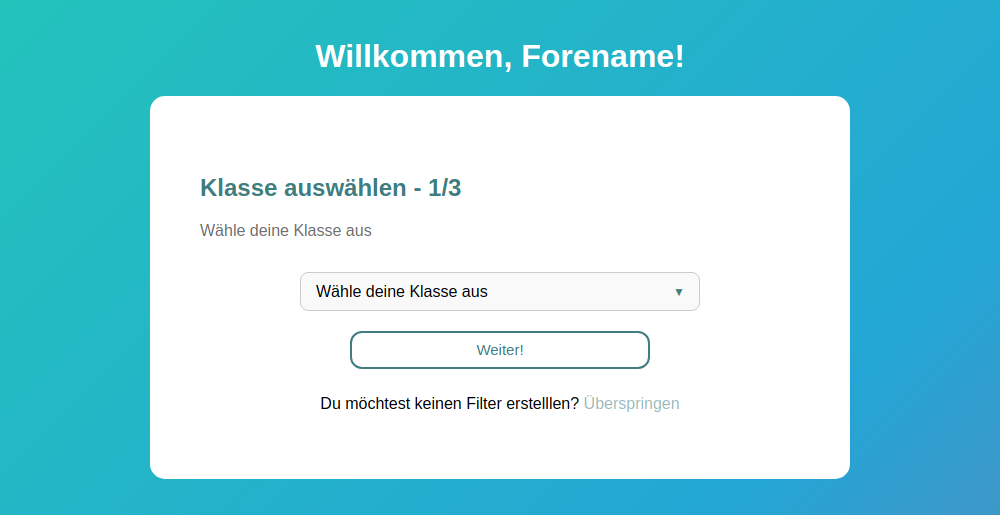 Willkommen, Forename!
Klasse auswählen - 1/3
Wähle deine Klasse aus
Wähle deine Klasse aus
Weiter!
Du möchtest keinen Filter erstelllen? Überspringen